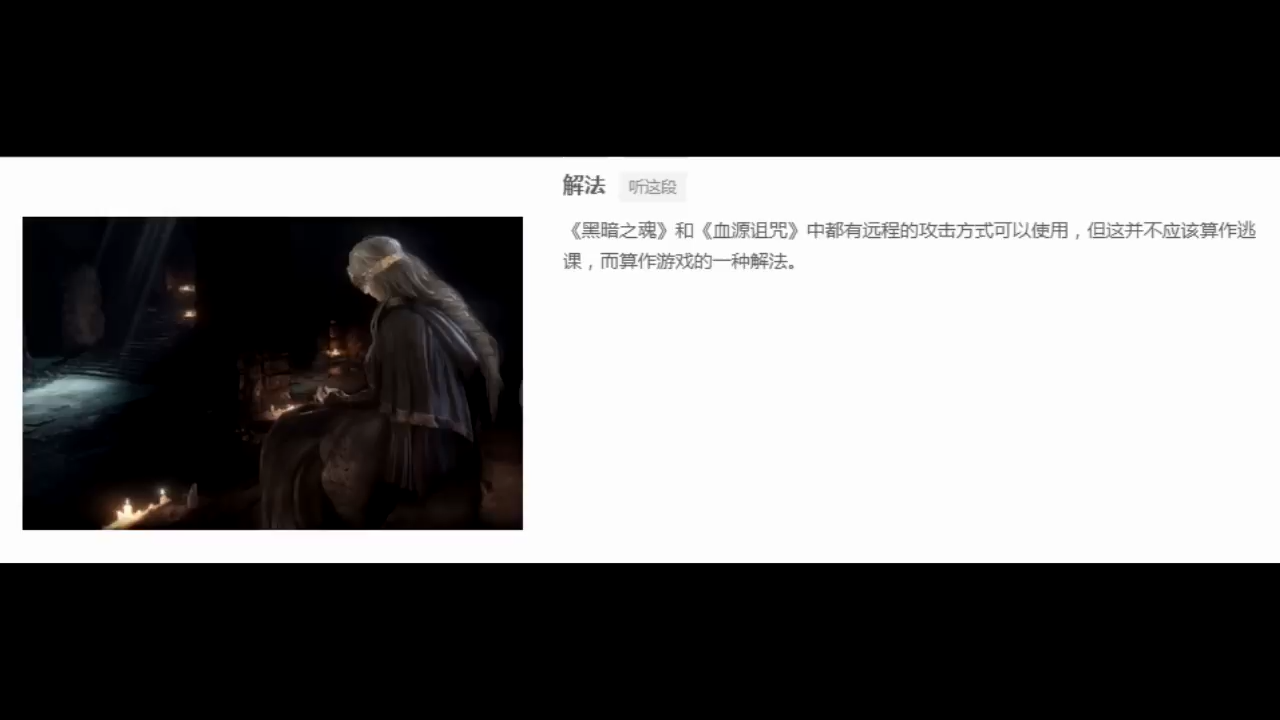 解法 听这段
《黑暗之魂》和《血源诅咒》中都有远程的攻击方式可以使用，但这并不应该算作逃
课，而算作游戏的一种解法。